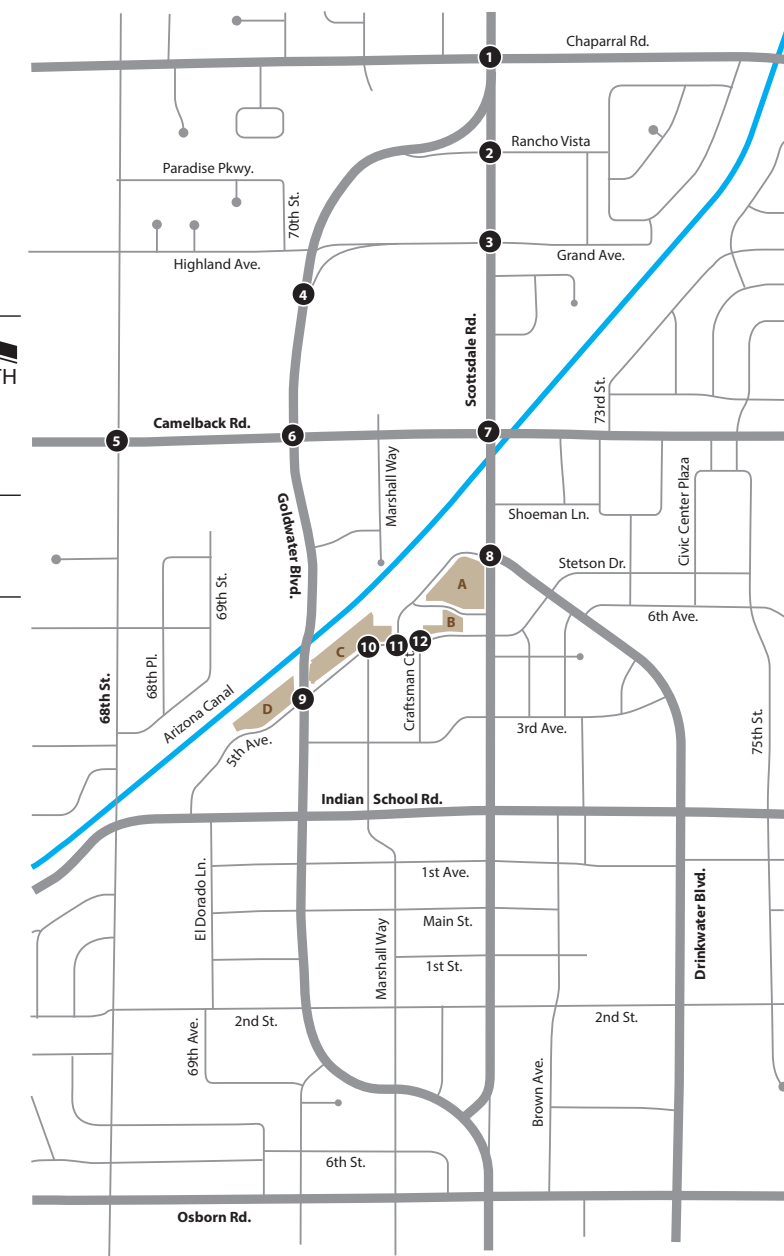 Chaparral Rd.
1
Rancho Vista
2
Paradise Pkwy.
70th St.
3
Grand Ave.
Highland Ave.
4
Scottsdale Rd.
TH
73rd St.
Camelback Rd.
5
6
7
Marshall Way
Civic Center Plaza
Goldwater Blvd.
Shoeman Ln.
8
Stetson Dr.
69th St.
A
6th Ave.
B
C
10
11
12
68th Pl.
68th St.
Arizona Canal
Craftsman Ct.
9
D
5th Ave.
3rd Ave.
75th St.
Indian School Rd.
1st Ave.
El Dorado Ln.
Main St.
Marshall Way
1st St.
Drinkwater Blvd.
2nd St.
2nd St.
69th Ave.
Brown Ave.
6th St.
Osborn Rd.